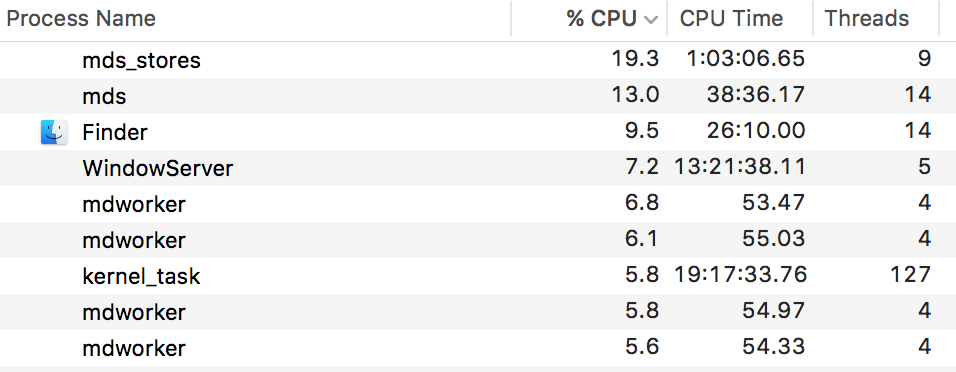 Process Name % CPU CPU Time Threads
mds_stores 19.3 1:03:06.65 9
mds 13.0 38:36.17 14
Finder 9.5 26:10.00 14
WindowServer 7.2 13:21:38.11 5
mdworker 6.8 53.47 4
mdworker 6.1 55.03 4
kernel_task 5.8 19:17:33.76 127
mdworker 5.8 54.97 4
mdworker 5.6 54.33 4